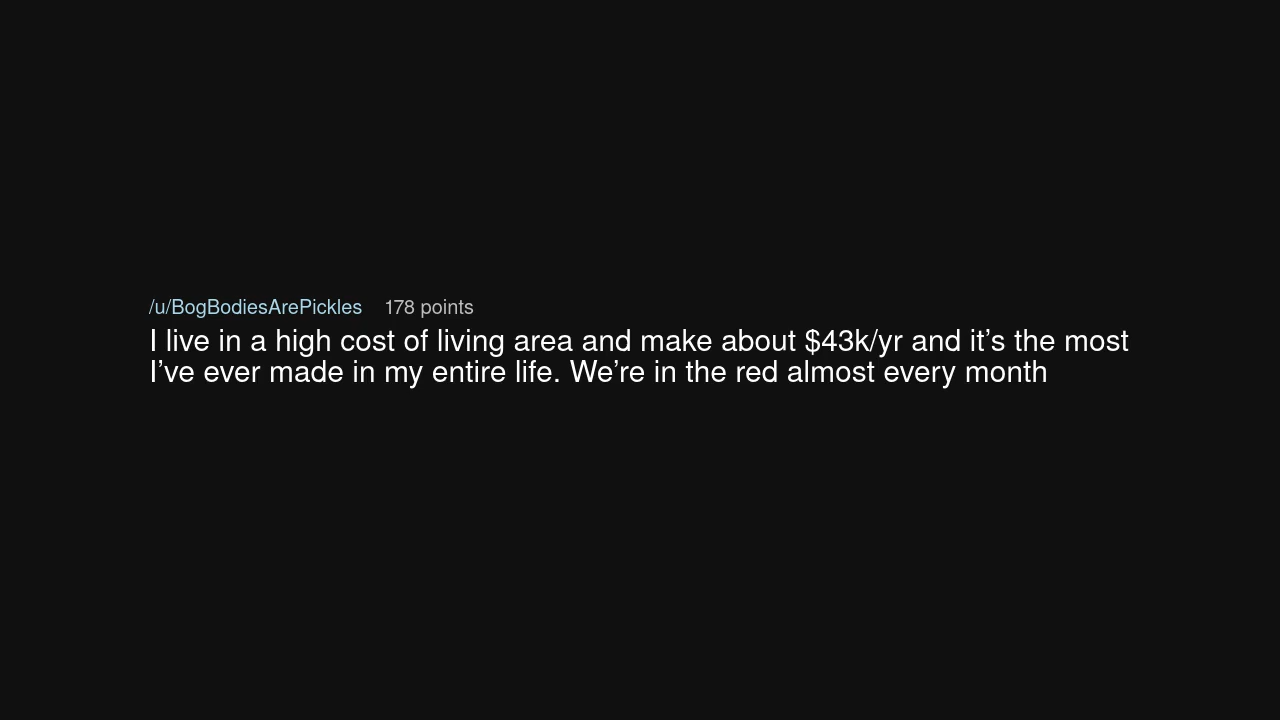 /u/BogBodiesArePickles 178 points
I live in a high cost of living area and make about $43k/yr and it’s the most
I’ve ever made in my entire life. We’re in the red almost every month